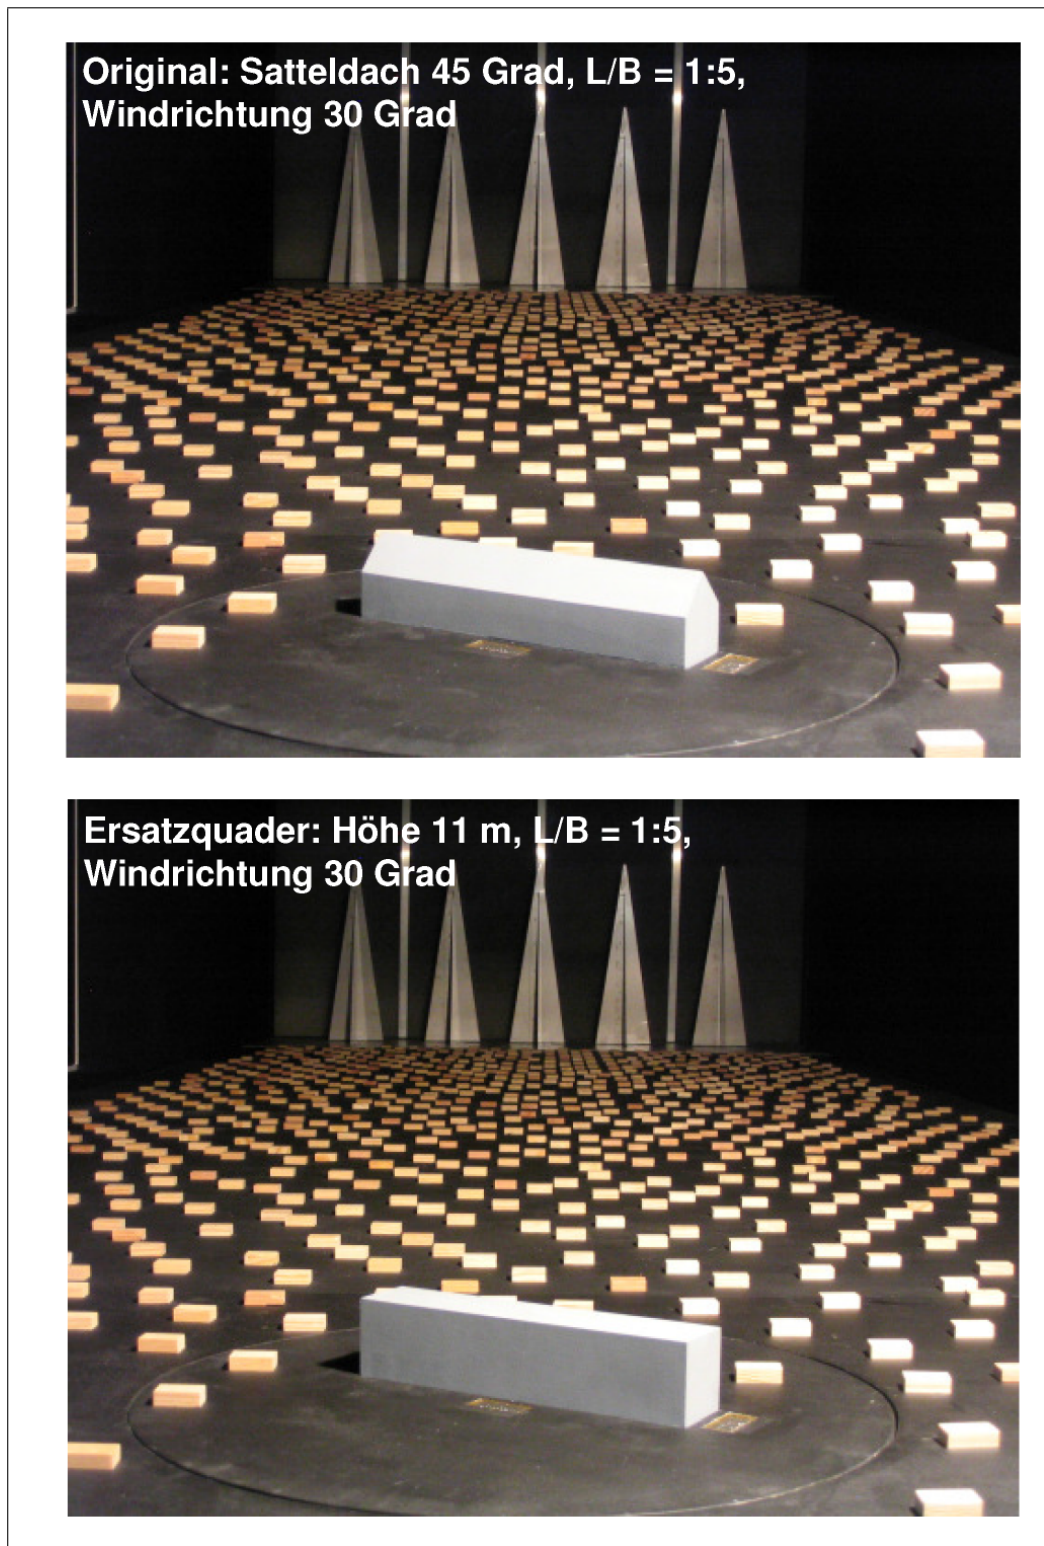 Original: Satteldach 45 Grad, L/B = 1:5,
Windrichtung 30 Grad
Ersatzquader: Höhe 11 m, L/B = 1:5,
Windrichtung 30 Grad